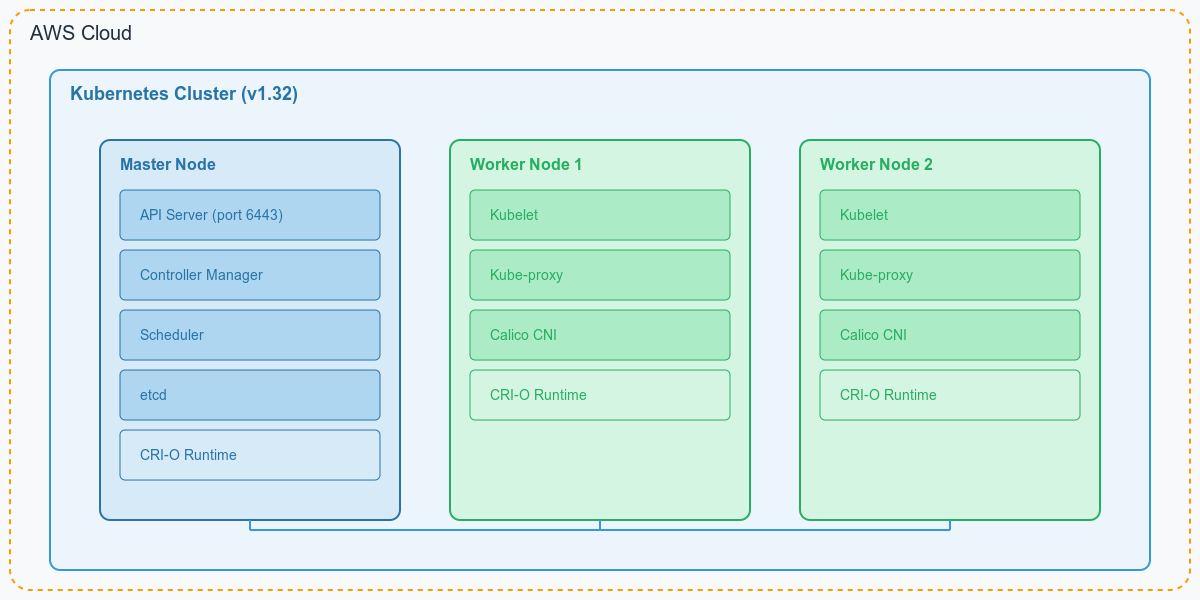 AWS Cloud
Kubernetes Cluster (v1.32)
Master Node
API Server (port 6443)
Controller Manager
Scheduler
etcd
CRI-O Runtime
Worker Node 1
Kubelet
Kube-proxy
Calico CNI
CRI-O Runtime
Worker Node 2
Kubelet
Kube-proxy
Calico CNI
CRI-O Runtime